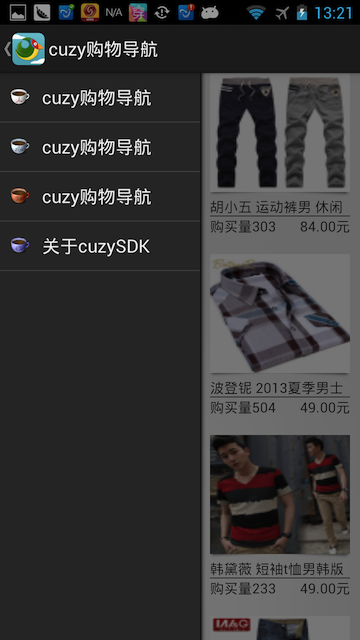 N/A
13:21
cuzy购物导航
cuzy购物导航
cuzy购物导航
cuzy购物导航
关于cuzySDK
胡小五 运动裤男 休闲
购买量303 84.00元
波登铌 2013夏季男士
购买量504 49.00元
韩黛薇 短袖t恤男韩版
购买量233 49.00元